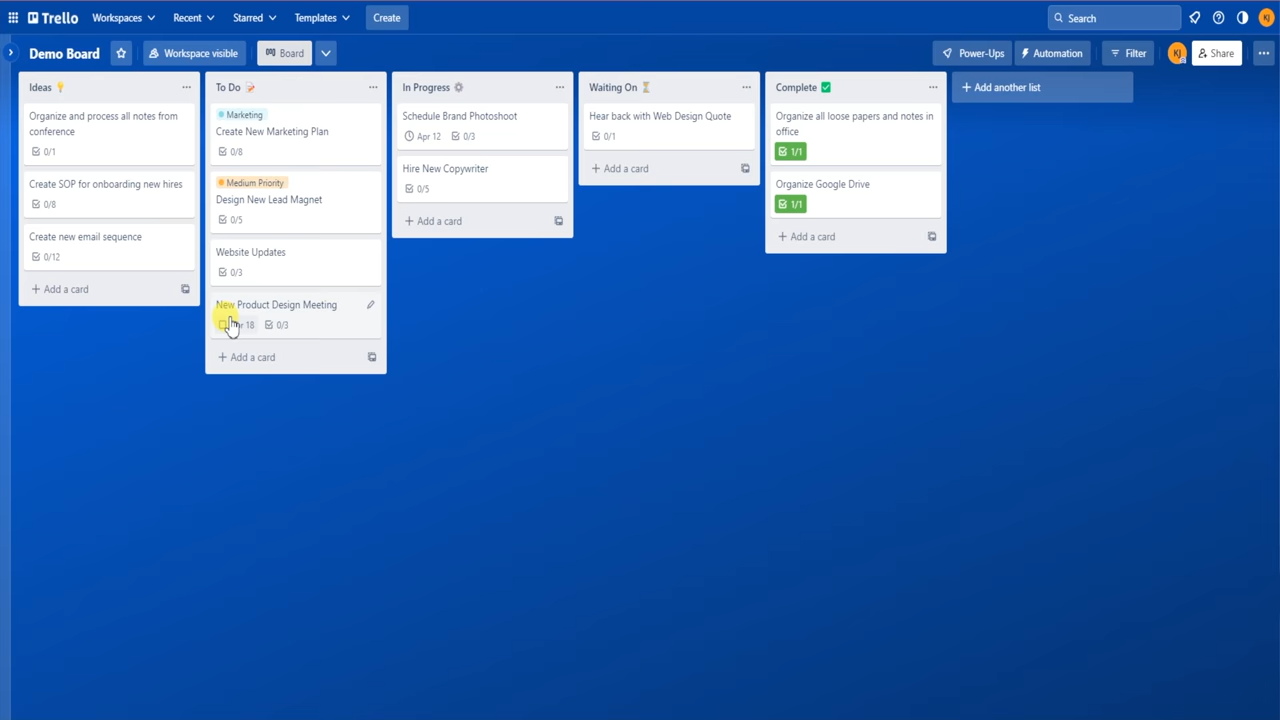 Trello Workspaces Recent Starred Templates Create Search KJ
Demo Board Workspace visible Board Power-Ups Automation Filter KJ Share
Ideas 💡
Organize and process all notes from
conference
0/1
Create SOP for onboarding new hires
0/8
Create new email sequence
0/12
+ Add a card
To Do 📝
Marketing
Create New Marketing Plan
0/8
Medium Priority
Design New Lead Magnet
0/5
Website Updates
0/3
New Product Design Meeting
18 0/3
+ Add a card
In Progress ⚙️
Schedule Brand Photoshoot
Apr 12 0/3
Hire New Copywriter
0/5
+ Add a card
Waiting On ⏳
Hear back with Web Design Quote
0/1
+ Add a card
Complete ✅
Organize all loose papers and notes in
office
1/1
Organize Google Drive
1/1
+ Add a card
+ Add another list